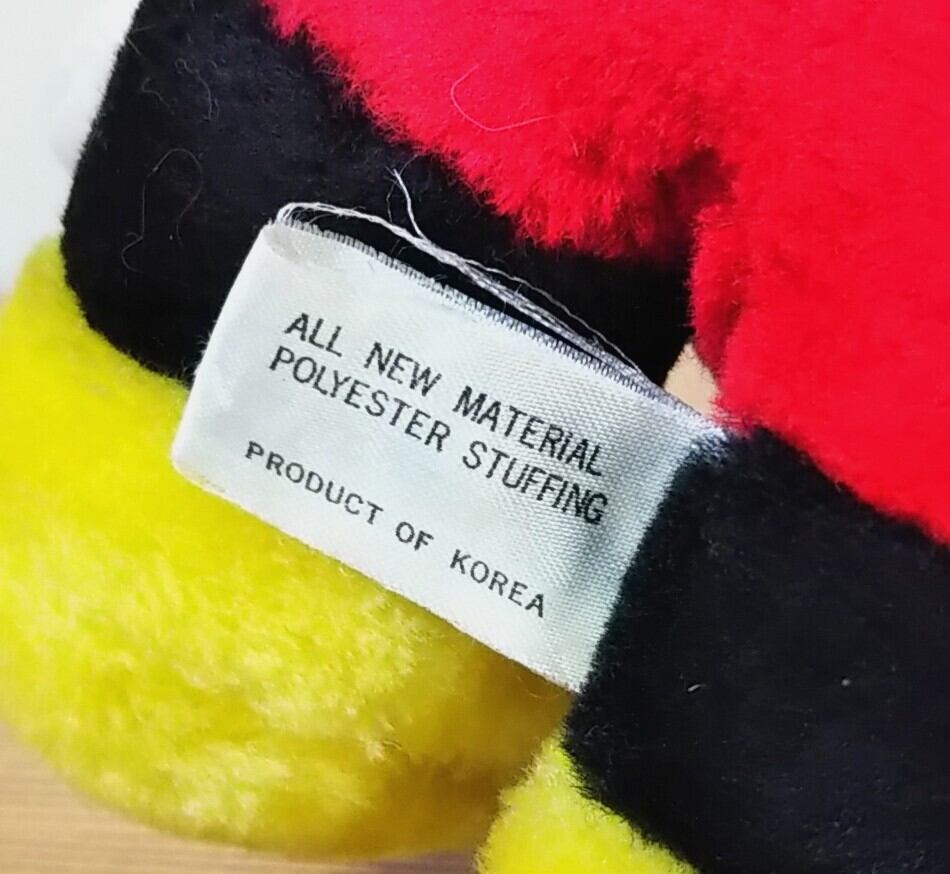 ALL NEW MATERIAL
POLYESTER STUFFING
PRODUCT OF KOREA